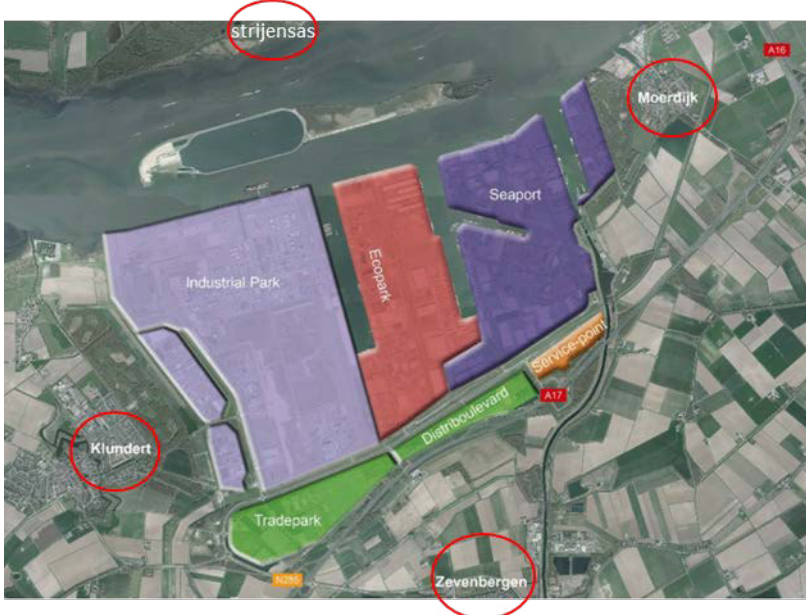 strijensas
A16
Moerdijk
Seaport
Ecopark
Industrial Park
Service-point
A17
Distriboulevard
Klundert
Tradepark
N285
Zevenbergen